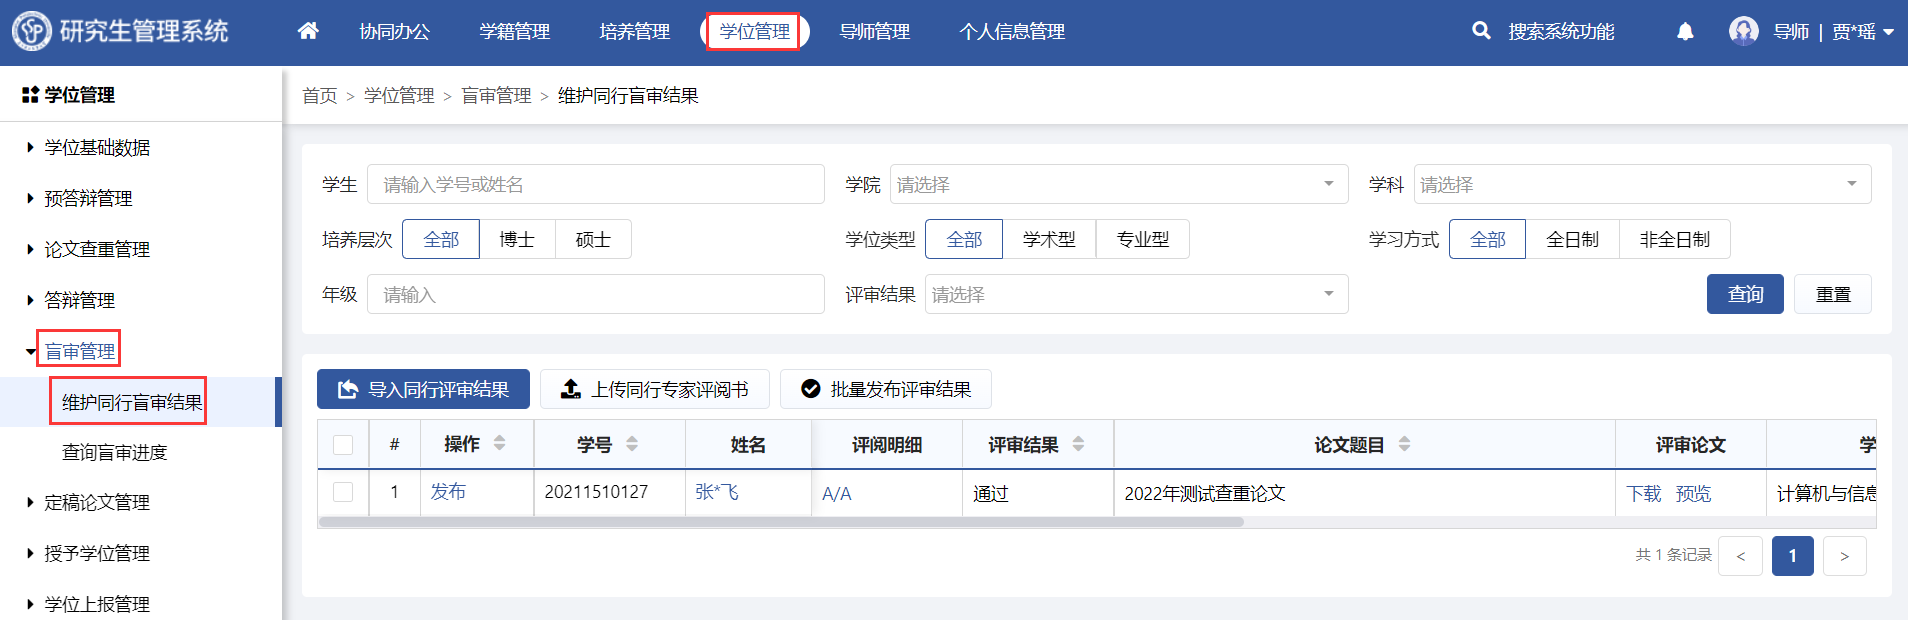 研究生管理系统 协同办公 学籍管理 培养管理 学位管理 导师管理 个人信息管理 搜索系统功能 导师 | 贾*瑶
学位管理
学位基础数据
预答辩管理
论文查重管理
答辩管理
盲审管理
维护同行盲审结果
查询盲审进度
定稿论文管理
授予学位管理
学位上报管理
首页 > 学位管理 > 盲审管理 > 维护同行盲审结果
学生 请输入学号或姓名 学院 请选择 学科 请选择
培养层次 全部 博士 硕士 学位类型 全部 学术型 专业型 学习方式 全部 全日制 非全日制
年级 请输入 评审结果 请选择 查询 重置
导入同行评审结果 上传同行专家评阅书 批量发布评审结果
# 操作 学号 姓名 评阅明细 评审结果 论文题目 评审论文 学
1 发布 20211510127 张*飞 A/A 通过 2022年测试查重论文 下载 预览 计算机与信息
共 1 条记录 < 1 >